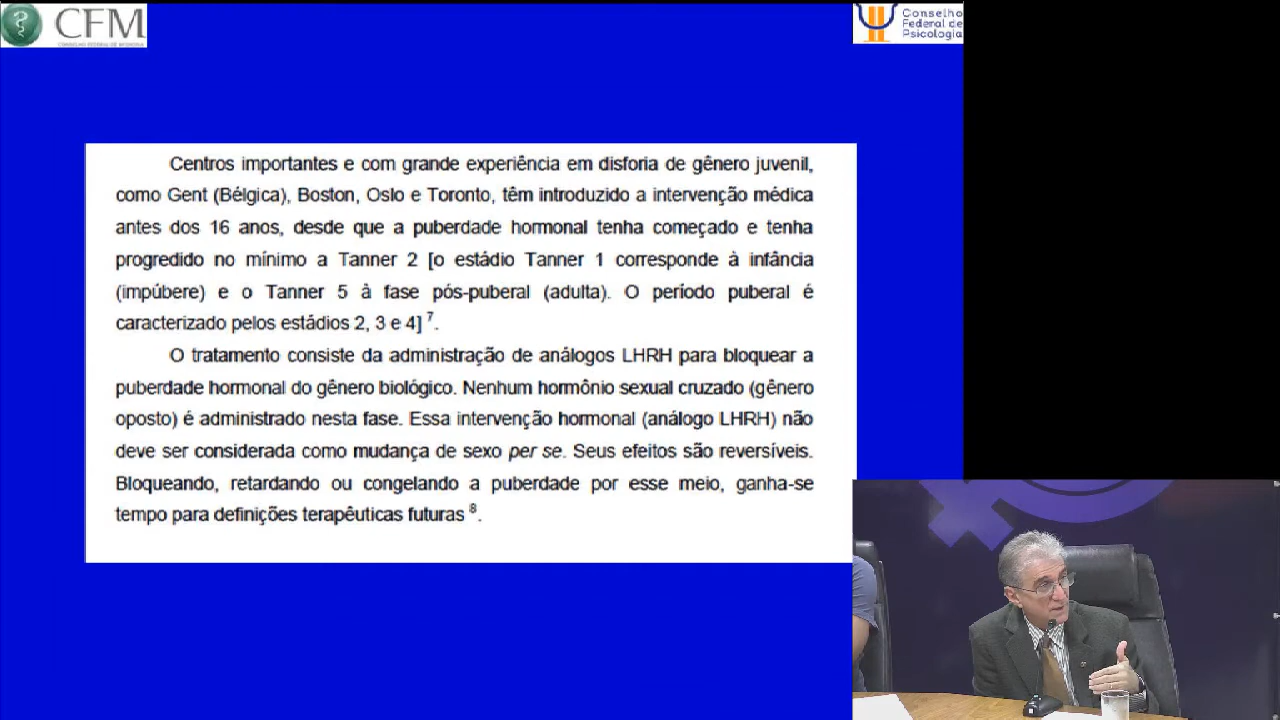 CFM
CONSELHO FEDERAL DE MEDICINA
Conselho
Federal de
Psicologia
Centros importantes e com grande experiência em disforia de gênero juvenil,
como Gent (Bélgica), Boston, Oslo e Toronto, têm introduzido a intervenção médica
antes dos 16 anos, desde que a puberdade hormonal tenha começado e tenha
progredido no mínimo a Tanner 2 [o estádio Tanner 1 corresponde à infância
(impúbere) e o Tanner 5 à fase pós-puberal (adulta). O período puberal é
caracterizado pelos estádios 2, 3 e 4] 7.
O tratamento consiste da administração de análogos LHRH para bloquear a
puberdade hormonal do gênero biológico. Nenhum hormônio sexual cruzado (gênero
oposto) é administrado nesta fase. Essa intervenção hormonal (análogo LHRH) não
deve ser considerada como mudança de sexo per se. Seus efeitos são reversíveis.
Bloqueando, retardando ou congelando a puberdade por esse meio, ganha-se
tempo para definições terapêuticas futuras 8.